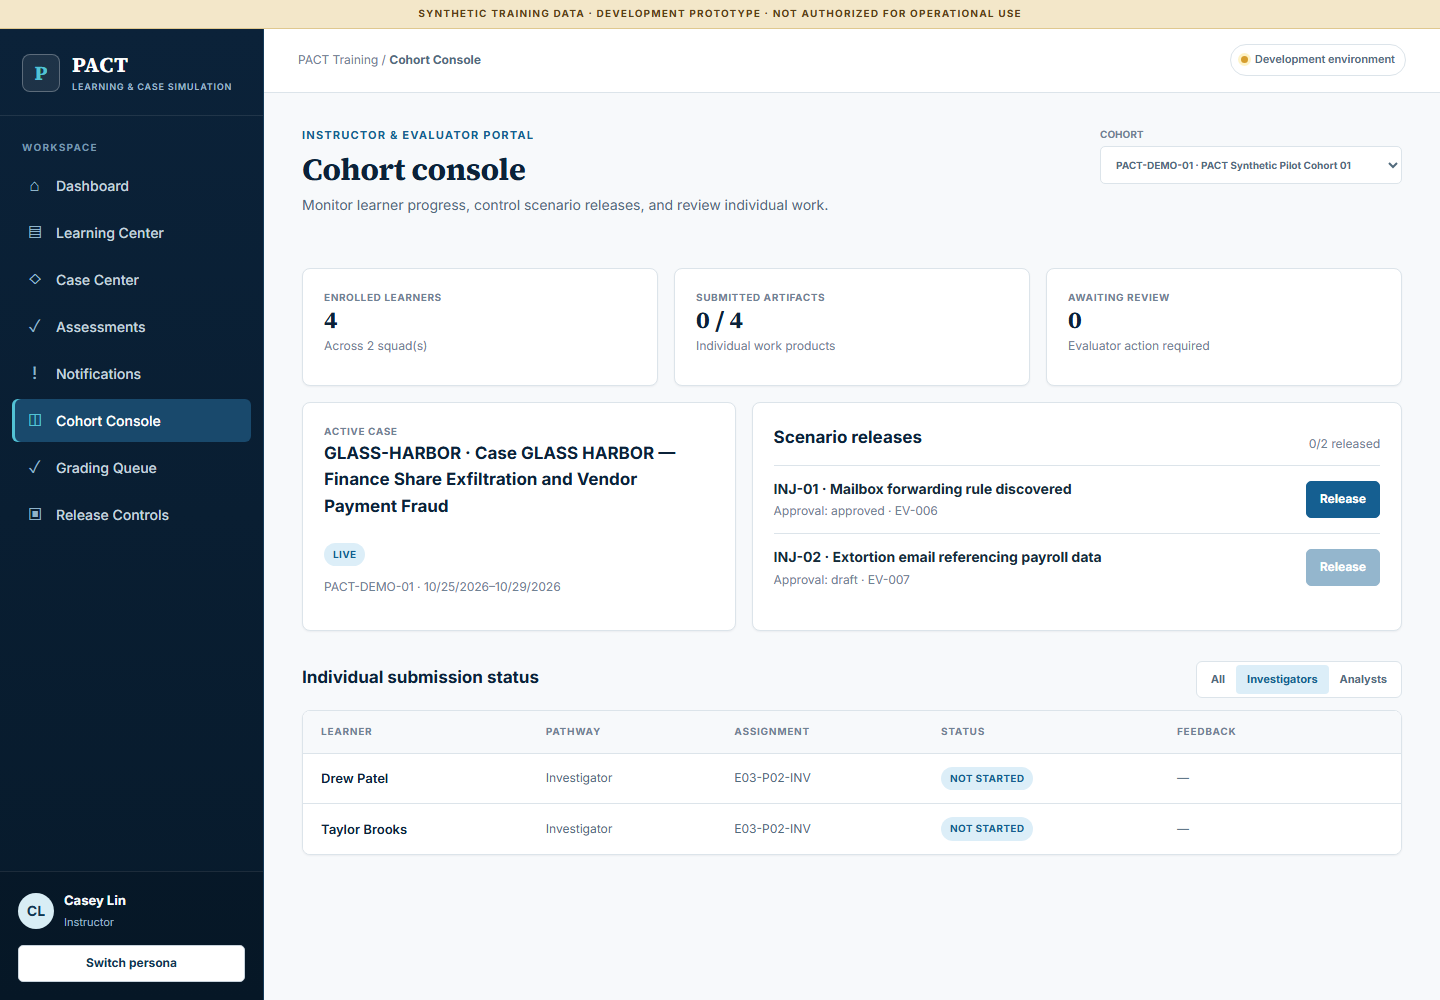 SYNTHETIC TRAINING DATA · DEVELOPMENT PROTOTYPE · NOT AUTHORIZED FOR OPERATIONAL USE
P
PACT
LEARNING & CASE SIMULATION
WORKSPACE
Dashboard
Learning Center
Case Center
Assessments
Notifications
Cohort Console
Grading Queue
Release Controls
CL
Casey Lin
Instructor
Switch persona
PACT Training / Cohort Console
Development environment
INSTRUCTOR & EVALUATOR PORTAL
Cohort console
Monitor learner progress, control scenario releases, and review individual work.
COHORT
PACT-DEMO-01 · PACT Synthetic Pilot Cohort 01
ENROLLED LEARNERS
4
Across 2 squad(s)
SUBMITTED ARTIFACTS
0 / 4
Individual work products
AWAITING REVIEW
0
Evaluator action required
ACTIVE CASE
GLASS-HARBOR · Case GLASS HARBOR —
Finance Share Exfiltration and Vendor
Payment Fraud
LIVE
PACT-DEMO-01 · 10/25/2026–10/29/2026
Scenario releases
0/2 released
INJ-01 · Mailbox forwarding rule discovered
Approval: approved · EV-006
Release
INJ-02 · Extortion email referencing payroll data
Approval: draft · EV-007
Release
Individual submission status
All Investigators Analysts
LEARNER PATHWAY ASSIGNMENT STATUS FEEDBACK
Drew Patel Investigator E03-P02-INV NOT STARTED —
Taylor Brooks Investigator E03-P02-INV NOT STARTED —